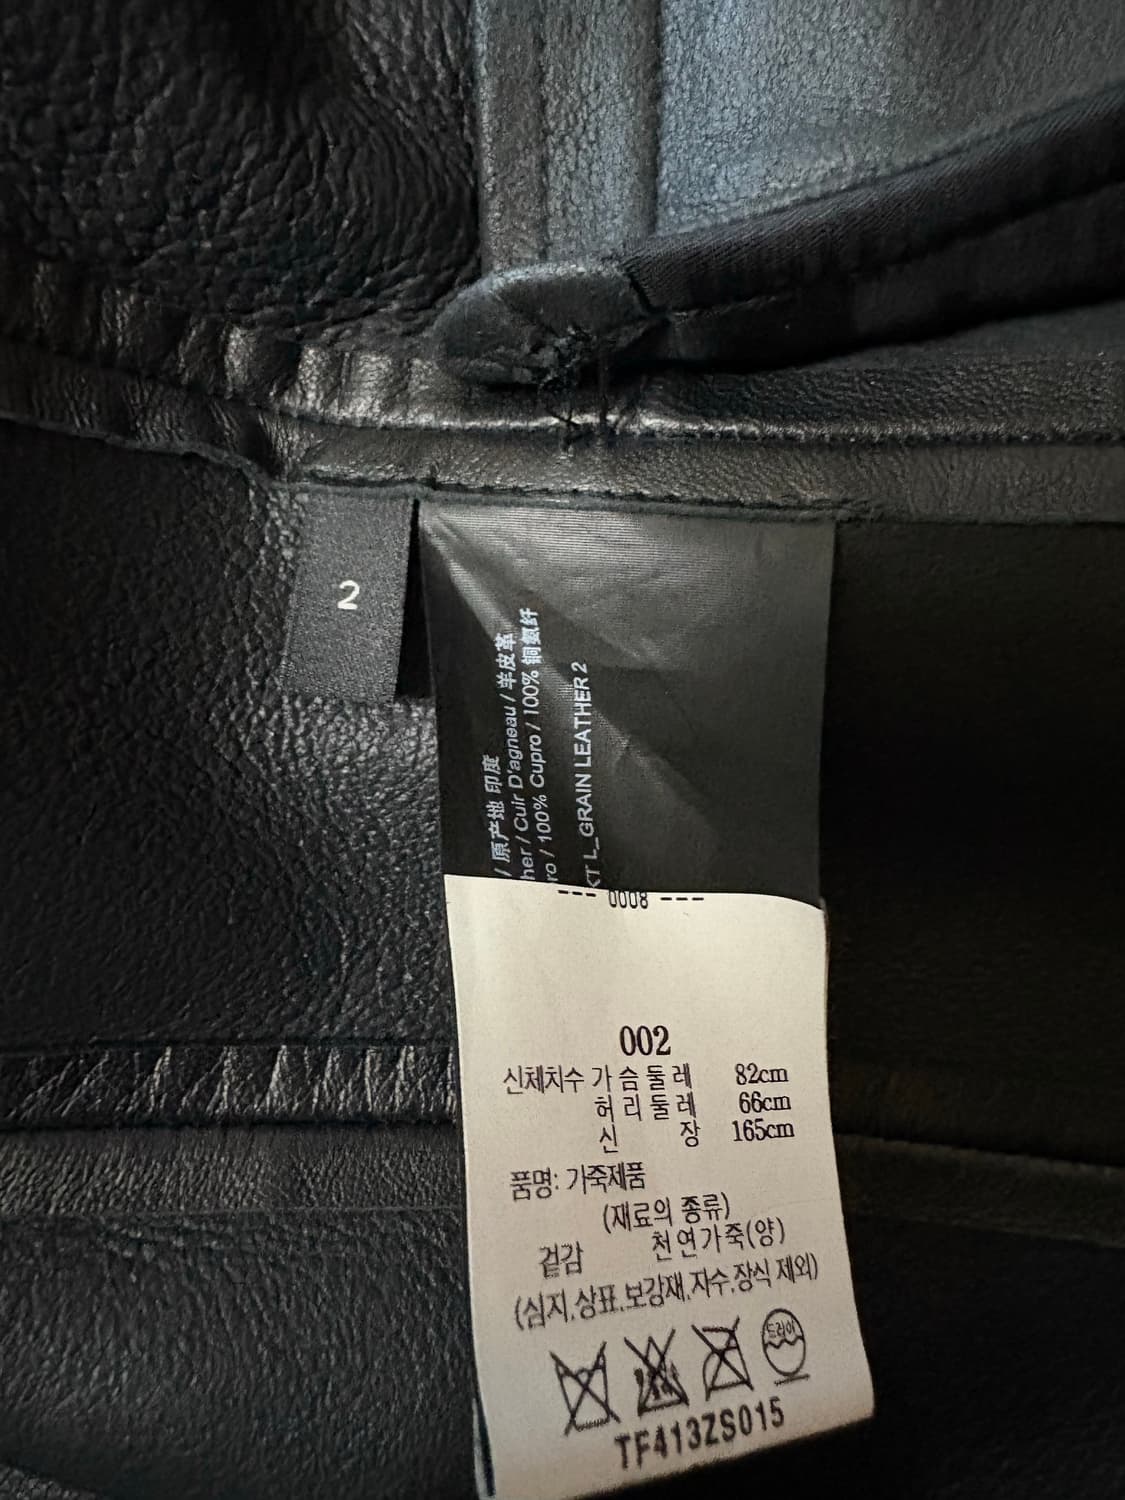 2
/ 原产地 印度
her / Cuir D'agneau / 羊皮革
ro / 100% Cupro / 100% 铜氨纤
KT L_GRAIN LEATHER 2
--- 0008 ---
002
신체치수 가슴둘레 82cm
허리둘레 66cm
신 장 165cm
품명: 가죽제품
(재료의 종류)
겉감 천연가죽(양)
(심지,상표,보강재,자수,장식 제외)
드라이
TF413ZS015